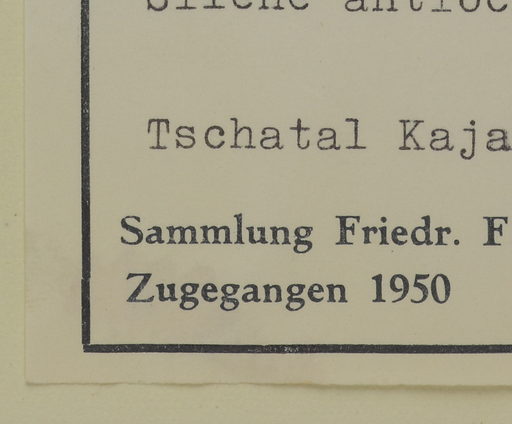 Tschatal Kaja
Sammlung Friedr. F
Zugegangen 1950